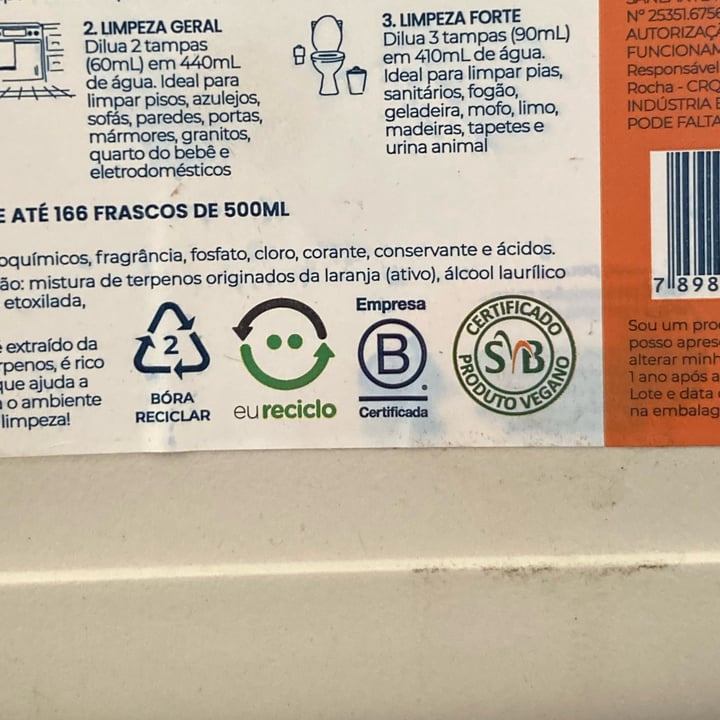 2. LIMPEZA GERAL
Dilua 2 tampas
(60mL) em 440mL
de água. Ideal para
limpar pisos, azulejos,
sofás, paredes, portas,
mármores, granitos,
quarto do bebê e
eletrodomésticos
3. LIMPEZA FORTE
Dilua 3 tampas (90mL)
em 410mL de água.
Ideal para limpar pias,
sanitários, fogão,
geladeira, mofo, limo,
madeiras, tapetes e
urina animal
E ATÉ 166 FRASCOS DE 500ML
oquímicos, fragrância, fosfato, cloro, corante, conservante e ácidos.
ão: mistura de terpenos originados da laranja (ativo), álcool laurílico
etoxilada,
é extraído da
rpenos, é rico
que ajuda a
o ambiente
limpeza!
2
BÓRA
RECICLAR
eureciclo
Empresa
B
Certificada
CERTIFICADO
SVB
PRODUTO VEGANO
Nº 25351.6756
AUTORIZAÇÃ
FUNCIONAM
Responsável
Rocha - CRQ
INDÚSTRIA B
PODE FALTA
7 898
Sou um pro
posso apres
alterar minh
1 ano após a
Lote e data
na embalag